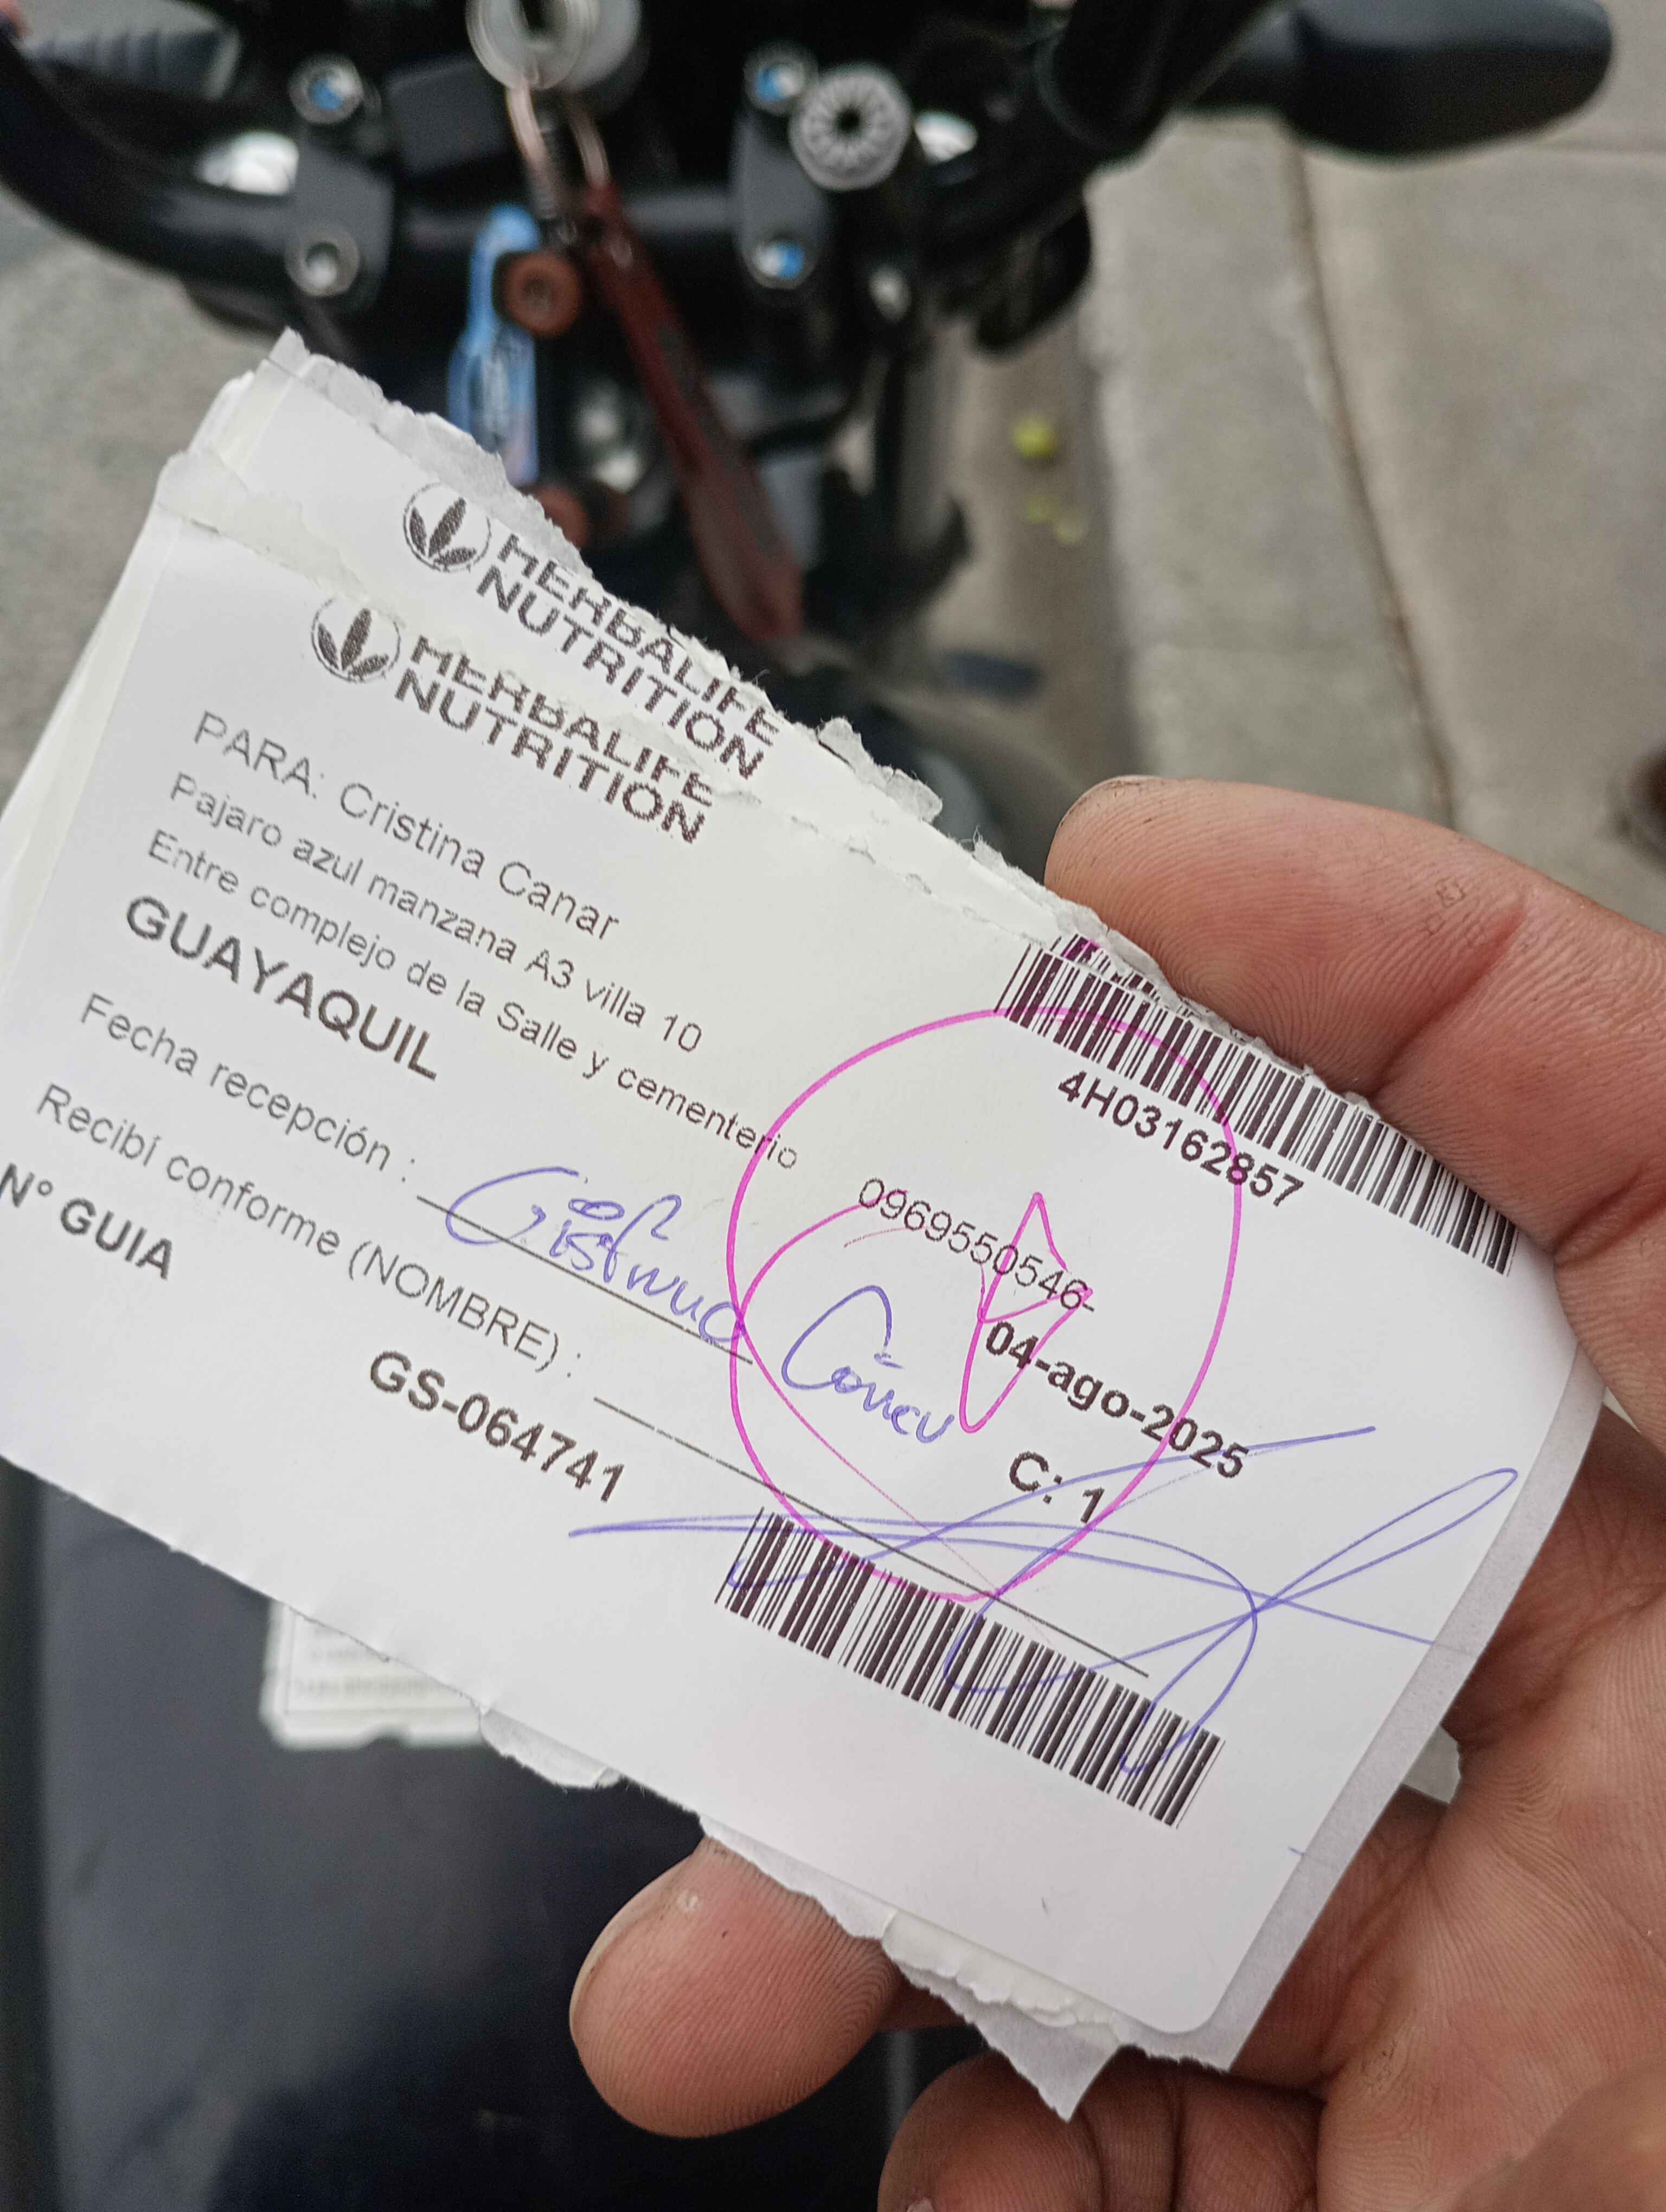 HERBALIFE
NUTRITION
HERBALIFE
NUTRITION
PARA: Cristina Canar
Pajaro azul manzana A3 villa 10
Entre complejo de la Salle y cementerio
GUAYAQUIL
4H03162857
0969550546-
04-ago-2025
C: 1
Fecha recepción :
Recibí conforme (NOMBRE) :
N° GUIA
GS-064741